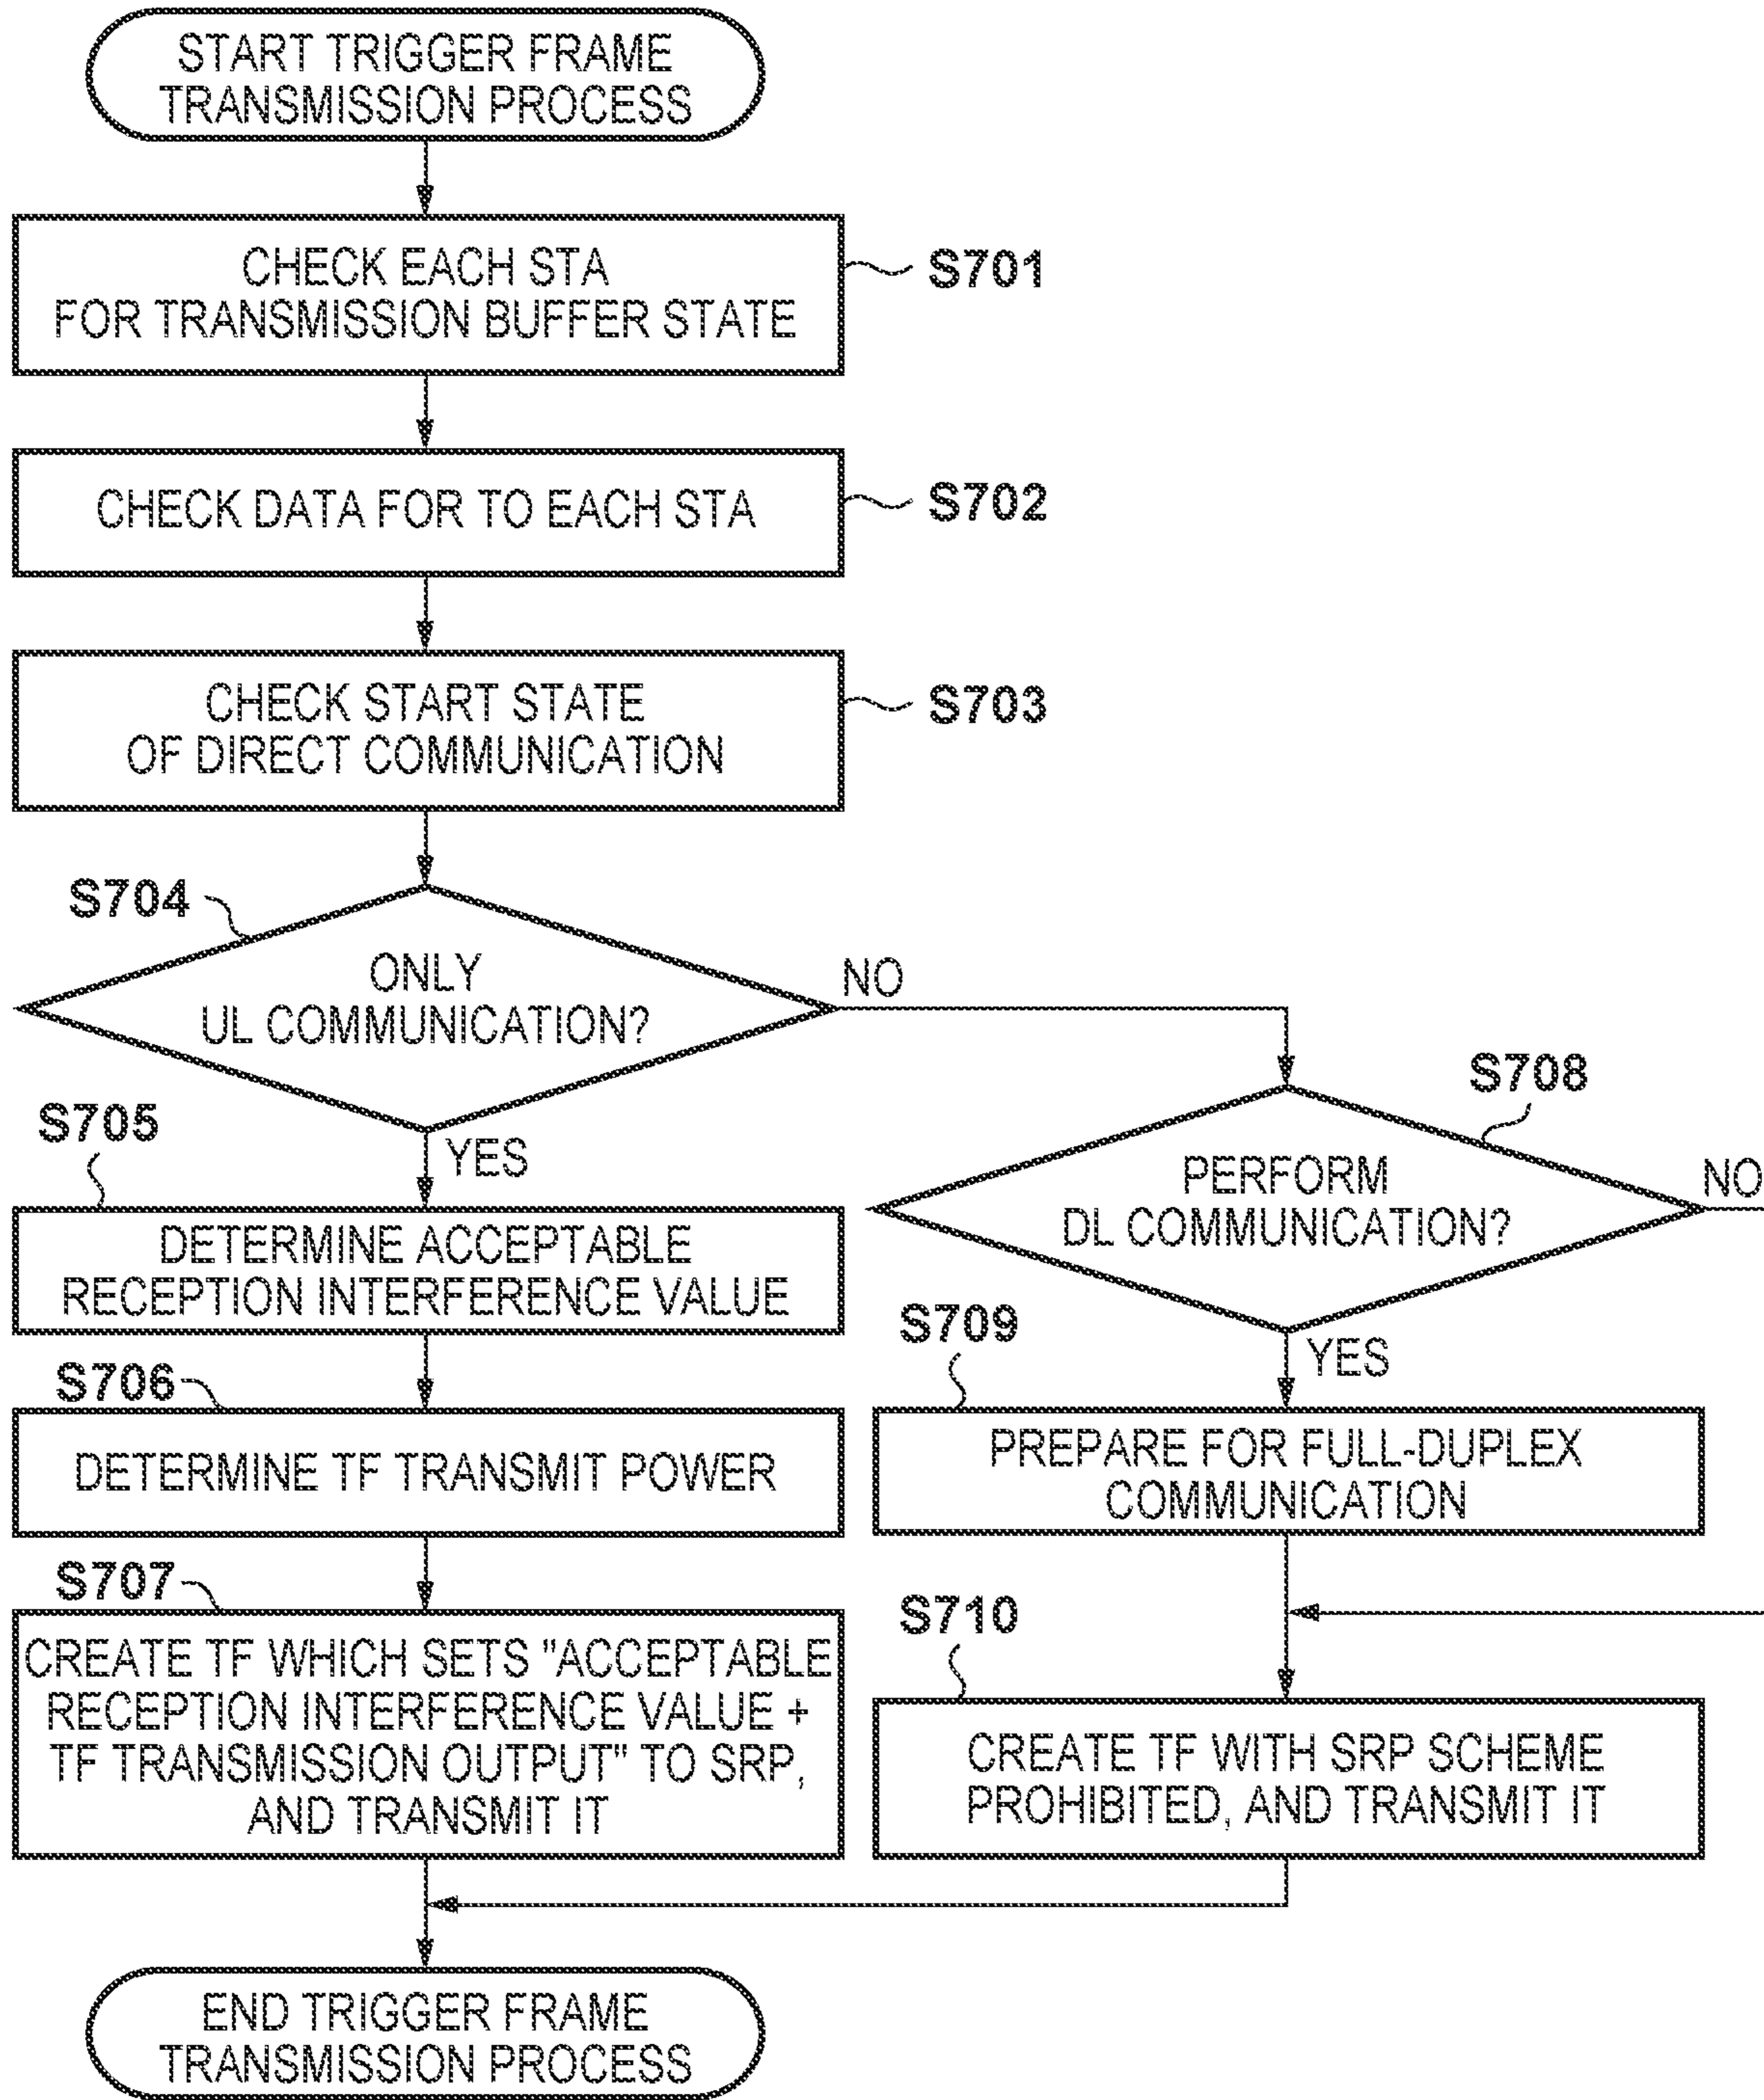 START TRIGGER FRAME
TRANSMISSION PROCESS
CHECK EACH STA
FOR TRANSMISSION BUFFER STATE
S701
CHECK DATA FOR TO EACH STA
S702
CHECK START STATE
OF DIRECT COMMUNICATION
S703
S704
ONLY
UL COMMUNICATION?
NO
YES
S708
PERFORM
DL COMMUNICATION?
NO
YES
S705
DETERMINE ACCEPTABLE
RECEPTION INTERFERENCE VALUE
S706
DETERMINE TF TRANSMIT POWER
S709
PREPARE FOR FULL-DUPLEX
COMMUNICATION
S707
CREATE TF WHICH SETS "ACCEPTABLE
RECEPTION INTERFERENCE VALUE +
TF TRANSMISSION OUTPUT" TO SRP,
AND TRANSMIT IT
S710
CREATE TF WITH SRP SCHEME
PROHIBITED, AND TRANSMIT IT
END TRIGGER FRAME
TRANSMISSION PROCESS